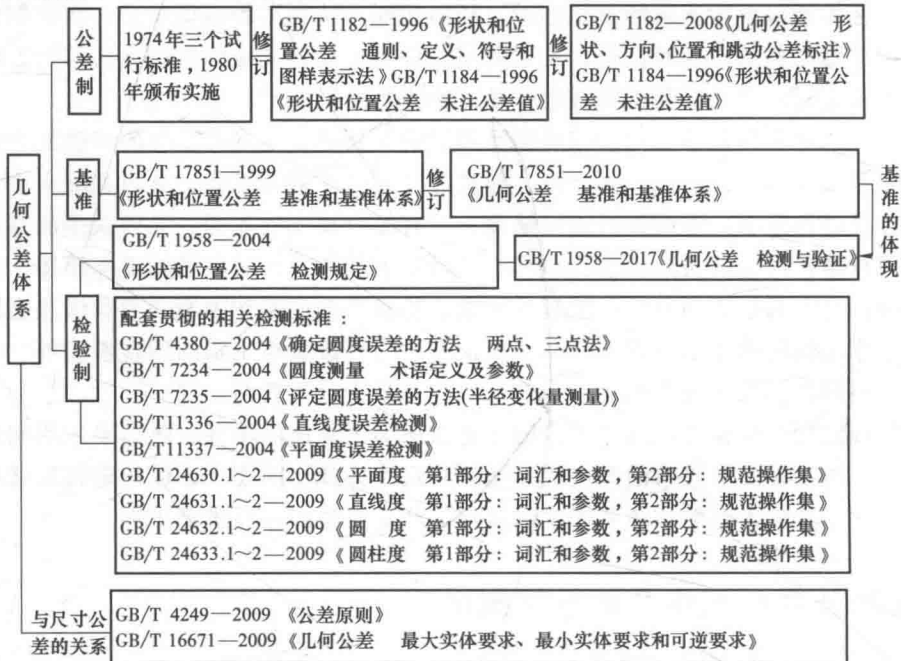 几何公差体系
公差制
1974年三个试
行标准，1980
年颁布实施
修订
GB/T 1182—1996《形状和位
置公差 通则、定义、符号和
图样表示法》GB/T 1184—1996
《形状和位置公差 未注公差值》
修订
GB/T 1182—2008《几何公差 形
状、方向、位置和跳动公差标注》
GB/T 1184—1996《形状和位置公
差 未注公差值》
基准
GB/T 17851—1999
《形状和位置公差 基准和基准体系》
修订
GB/T 17851—2010
《几何公差 基准和基准体系》
基准的体现
检验制
GB/T 1958—2004
《形状和位置公差 检测规定》
GB/T 1958—2017《几何公差 检测与验证》
配套贯彻的相关检测标准：
GB/T 4380—2004《确定圆度误差的方法 两点、三点法》
GB/T 7234—2004《圆度测量 术语定义及参数》
GB/T 7235—2004《评定圆度误差的方法(半径变化量测量)》
GB/T11336—2004《直线度误差检测》
GB/T11337—2004《平面度误差检测》
GB/T 24630.1～2—2009《平面度 第1部分：词汇和参数，第2部分：规范操作集》
GB/T 24631.1～2—2009《直线度 第1部分：词汇和参数，第2部分：规范操作集》
GB/T 24632.1～2—2009《圆 度 第1部分：词汇和参数，第2部分：规范操作集》
GB/T 24633.1～2—2009《圆柱度 第1部分：词汇和参数，第2部分：规范操作集》
与尺寸公
差的关系
GB/T 4249—2009 《公差原则》
GB/T 16671—2009《几何公差 最大实体要求、最小实体要求和可逆要求》